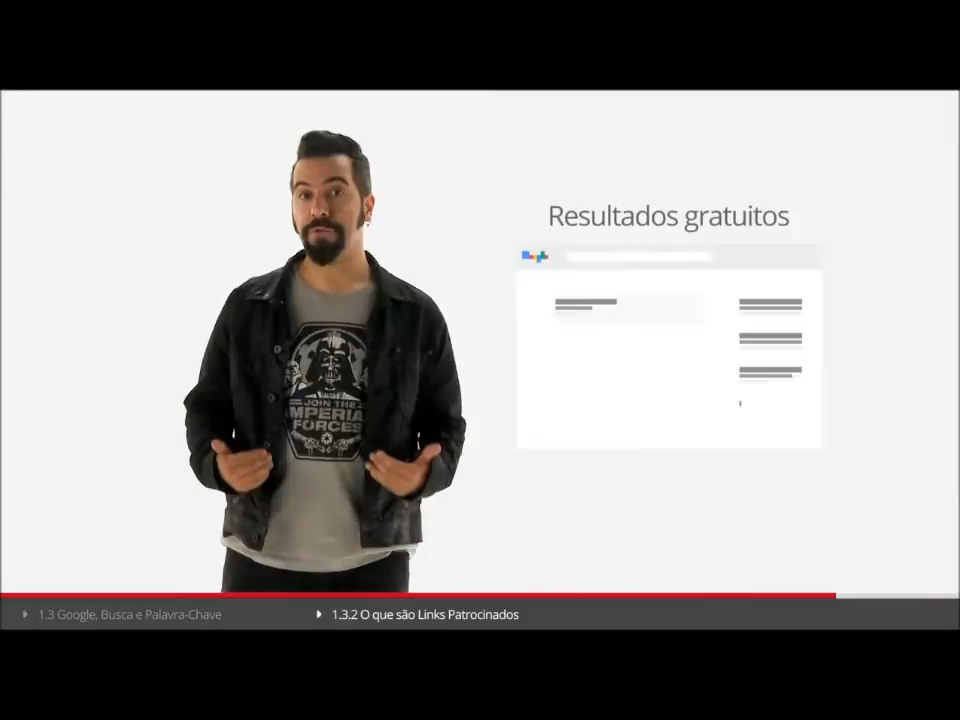 Resultados gratuitos
Google
JOIN THE
IMPERIAL
FORCES
1.3 Google, Busca e Palavra-Chave
1.3.2 O que são Links Patrocinados